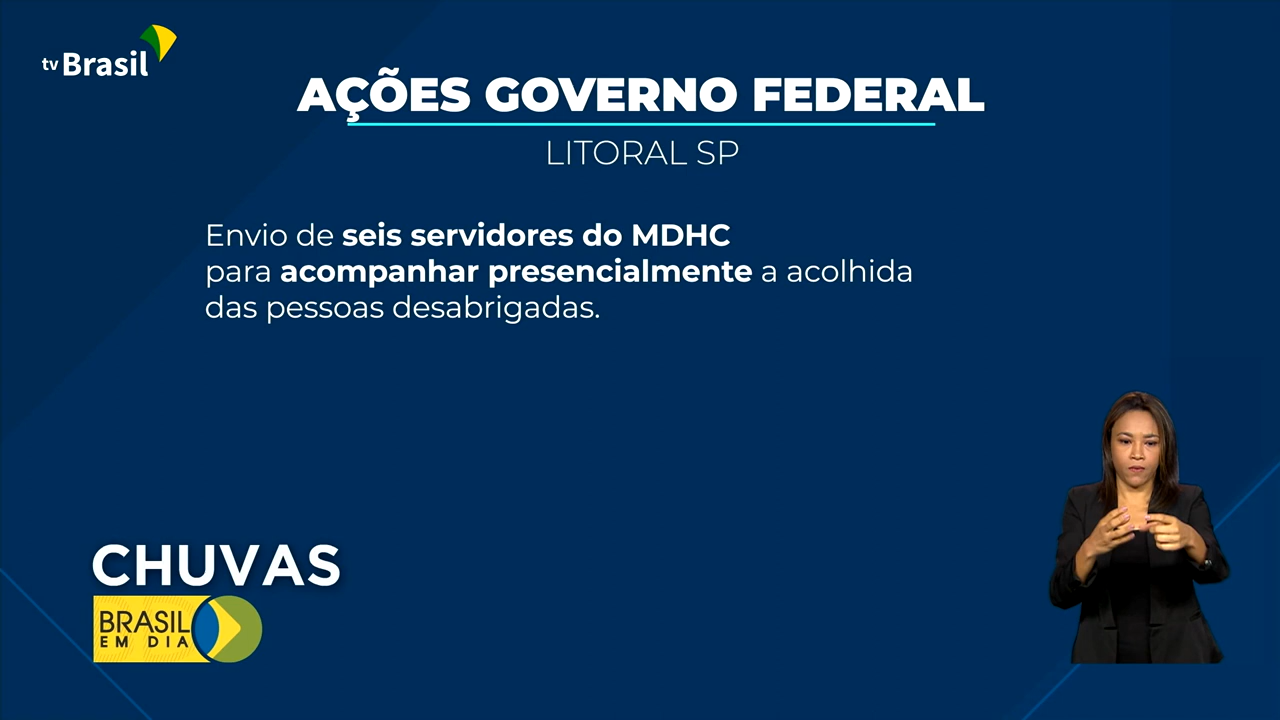 tv Brasil
AÇÕES GOVERNO FEDERAL
LITORAL SP
Envio de seis servidores do MDHC
para acompanhar presencialmente a acolhida
das pessoas desabrigadas.
CHUVAS
BRASIL
EM DIA